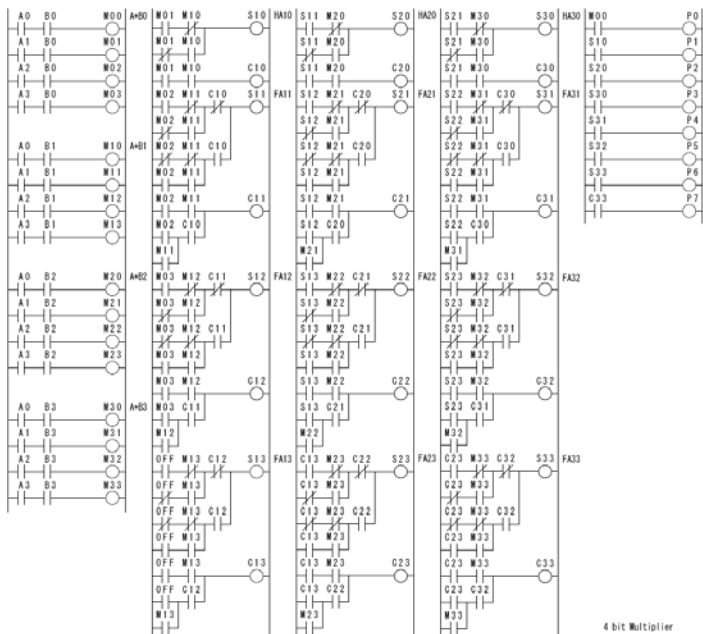 A0 B0 M00 A*B0
A1 B0 M01
A2 B0 M02
A3 B0 M03
A0 B1 M10 A*B1
A1 B1 M11
A2 B1 M12
A3 B1 M13
A0 B2 M20 A*B2
A1 B2 M21
A2 B2 M22
A3 B2 M23
A0 B3 M30 A*B3
A1 B3 M31
A2 B3 M32
A3 B3 M33
M01 M10 S10 HA10
M01 M10
M01 M10 C10
M02 M11 C10 S11 FA11
M02 M11
M02 M11 C10
M02 M11
M02 M11 C11
M02 C10
M11
M03 M12 C11 S12 FA12
M03 M12
M03 M12 C11
M03 M12
M03 M12 C12
M03 C11
M12
OFF M13 C12 S13 FA13
OFF M13
OFF M13 C12
OFF M13
OFF M13 C13
OFF C12
M13
S11 M20 S20 HA20
S11 M20
S11 M20 C20
S12 M21 C20 S21 FA21
S12 M21
S12 M21 C20
S12 M21
S12 M21 C21
S12 C20
M21
S13 M22 C21 S22 FA22
S13 M22
S13 M22 C21
S13 M22
S13 M22 C22
S13 C21
M22
C13 M23 C22 S23 FA23
C13 M23
C13 M23 C22
C13 M23
C13 M23 C23
C13 C22
M23
S21 M30 S30 HA30
S21 M30
S21 M30 C30
S22 M31 C30 S31 FA31
S22 M31
S22 M31 C30
S22 M31
S22 M31 C31
S22 C30
M31
S23 M32 C31 S32 FA32
S23 M32
S23 M32 C31
S23 M32
S23 M32 C32
S23 C31
M32
C23 M33 C32 S33 FA33
C23 M33
C23 M33 C32
C23 M33
C23 M33 C33
C23 C32
M33
M00 P0
S10 P1
S20 P2
S30 P3
S31 P4
S32 P5
S33 P6
C33 P7
4 bit Multiplier